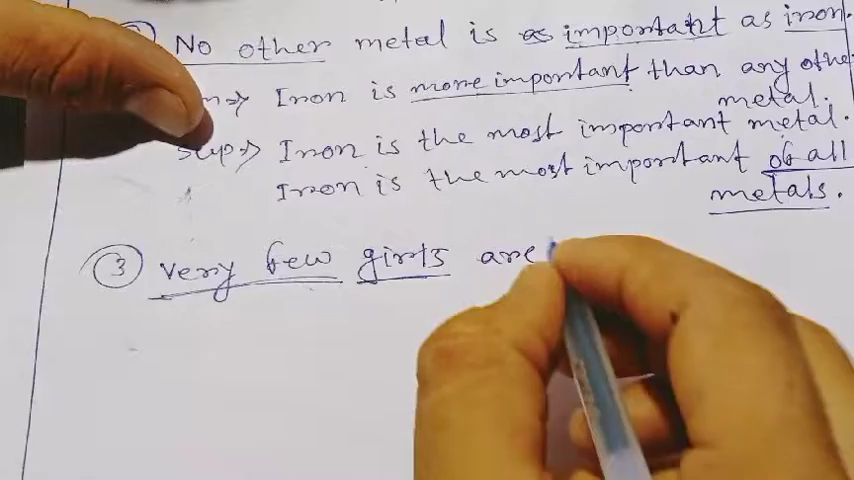 No other metal is as important as iron.
Iron is more important than any other
metal.
Sup=> Iron is the most important metal.
Iron is the most important of all
metals.
3 very few girls are